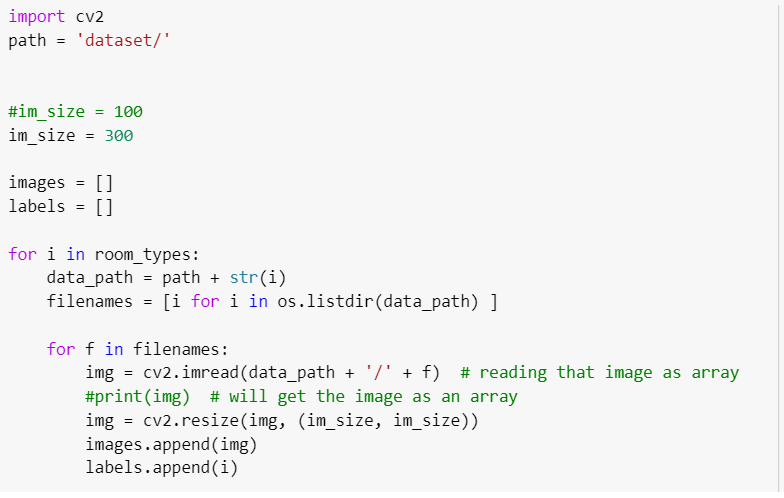 import cv2
path = 'dataset/'
#im_size = 100
im_size = 300
images = []
labels = []
for i in room_types:
    data_path = path + str(i)
    filenames = [i for i in os.listdir(data_path) ]
    for f in filenames:
        img = cv2.imread(data_path + '/' + f)  # reading that image as array
        #print(img)  # will get the image as an array
        img = cv2.resize(img, (im_size, im_size))
        images.append(img)
        labels.append(i)